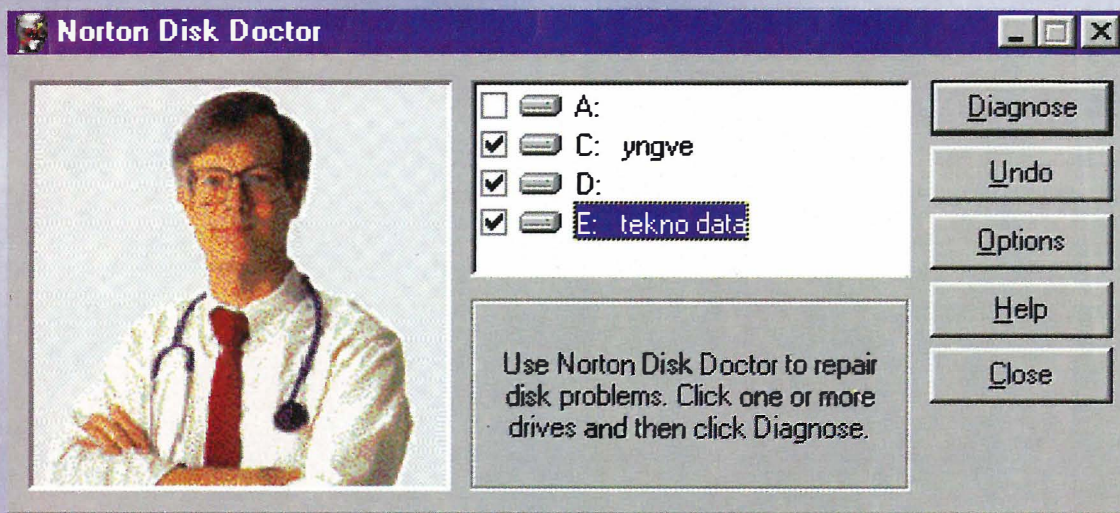 Norton Disk Doctor
A:
C: yngve
D:
E: tekno data
Use Norton Disk Doctor to repair
disk problems. Click one or more
drives and then click Diagnose.
Diagnose
Undo
Options
Help
Close